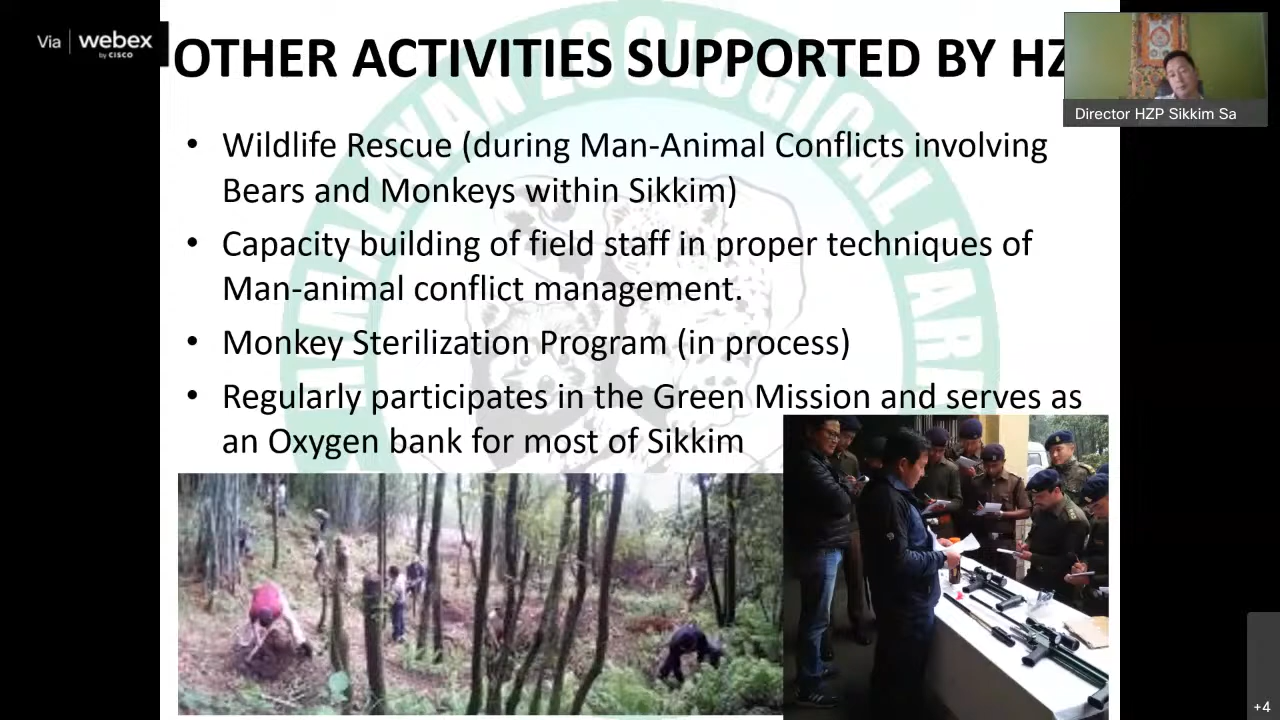 Via webex
by CISCO
OTHER ACTIVITIES SUPPORTED BY HZ
Director HZP Sikkim Sa
• Wildlife Rescue (during Man-Animal Conflicts involving
Bears and Monkeys within Sikkim)
• Capacity building of field staff in proper techniques of
Man-animal conflict management.
• Monkey Sterilization Program (in process)
• Regularly participates in the Green Mission and serves as
an Oxygen bank for most of Sikkim
HIMALAYAN ZOOLOGICAL PARK
+4